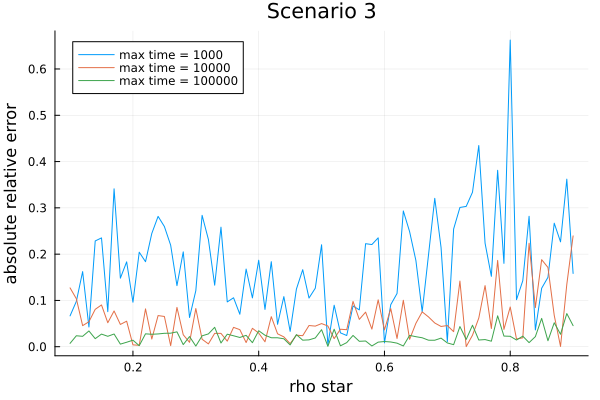 Scenario 3
max time = 1000
max time = 10000
max time = 100000
absolute relative error
0.6
0.5
0.4
0.3
0.2
0.1
0.0
0.2 0.4 0.6 0.8
rho star